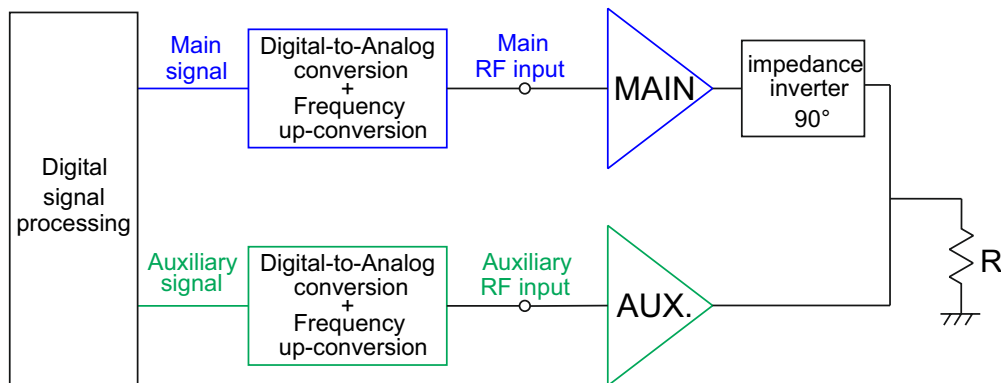 Digital
signal
processing
Main
signal
Digital-to-Analog
conversion
+
Frequency
up-conversion
Main
RF input
MAIN
impedance
inverter
90°
Auxiliary
signal
Digital-to-Analog
conversion
+
Frequency
up-conversion
Auxiliary
RF input
AUX.
R